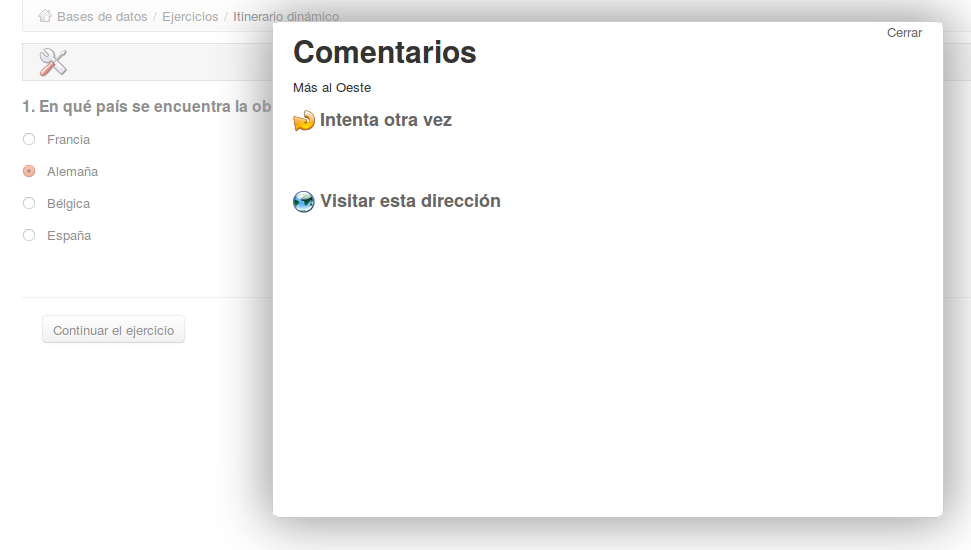 Bases de datos / Ejercicios / Itinerario dinámico
Cerrar
Comentarios
Más al Oeste
Intenta otra vez
Visitar esta dirección
1. En qué país se encuentra la ob
Francia
Alemaña
Bélgica
España
Continuar el ejercicio